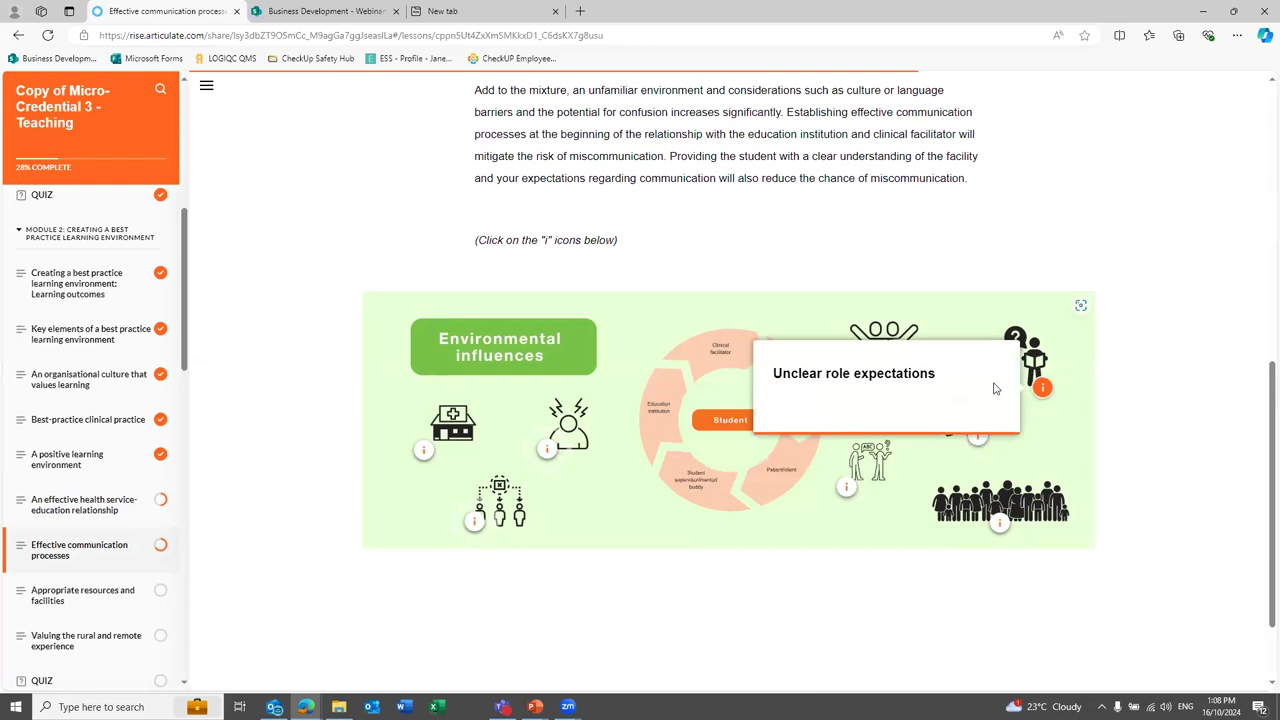 Effective communication processe
Business Development - Webinar
New tab
https://rise.articulate.com/share/Isy3dbZT9OSmCc_M9agGa7ggJseasILa#/lessons/cppn5Ut4ZxXmSMKkxD1_C6dsKX7g8usu
Business Developm...
Microsoft Forms
LOGIQC QMS
CheckUp Safety Hub
ESS - Profile - Jane...
CheckUP Employee...
Copy of Micro-
Credential 3 -
Teaching
28% COMPLETE
QUIZ
MODULE 2: CREATING A BEST
PRACTICE LEARNING ENVIRONMENT
Creating a best practice
learning environment:
Learning outcomes
Key elements of a best practice
learning environment
An organisational culture that
values learning
Best-practice clinical practice
A positive learning
environment
An effective health service-
education relationship
Effective communication
processes
Appropriate resources and
facilities
Valuing the rural and remote
experience
QUIZ
Add to the mixture, an unfamiliar environment and considerations such as culture or language
barriers and the potential for confusion increases significantly. Establishing effective communication
processes at the beginning of the relationship with the education institution and clinical facilitator will
mitigate the risk of miscommunication. Providing the student with a clear understanding of the facility
and your expectations regarding communication will also reduce the chance of miscommunication.
(Click on the "i" icons below)
Environmental
influences
Clinical
facilitator
Education
institution
Student
Student
supervisor/mentor/
buddy
Patient/client
ABC
Unclear role expectations
Type here to search
23°C Cloudy
ENG
1:08 PM
16/10/2024
12